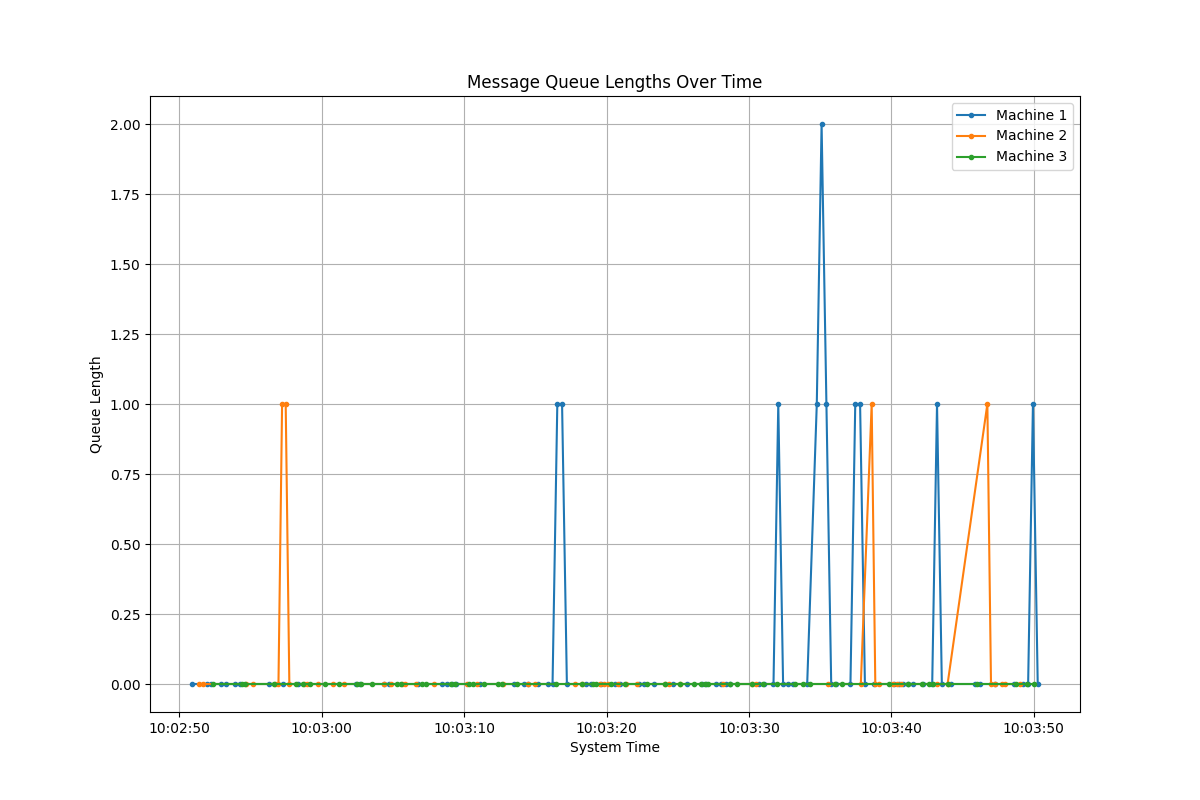 Message Queue Lengths Over Time
Machine 1
Machine 2
Machine 3
2.00
1.75
1.50
1.25
1.00
0.75
0.50
0.25
0.00
Queue Length
10:02:50 10:03:00 10:03:10 10:03:20 10:03:30 10:03:40 10:03:50
System Time